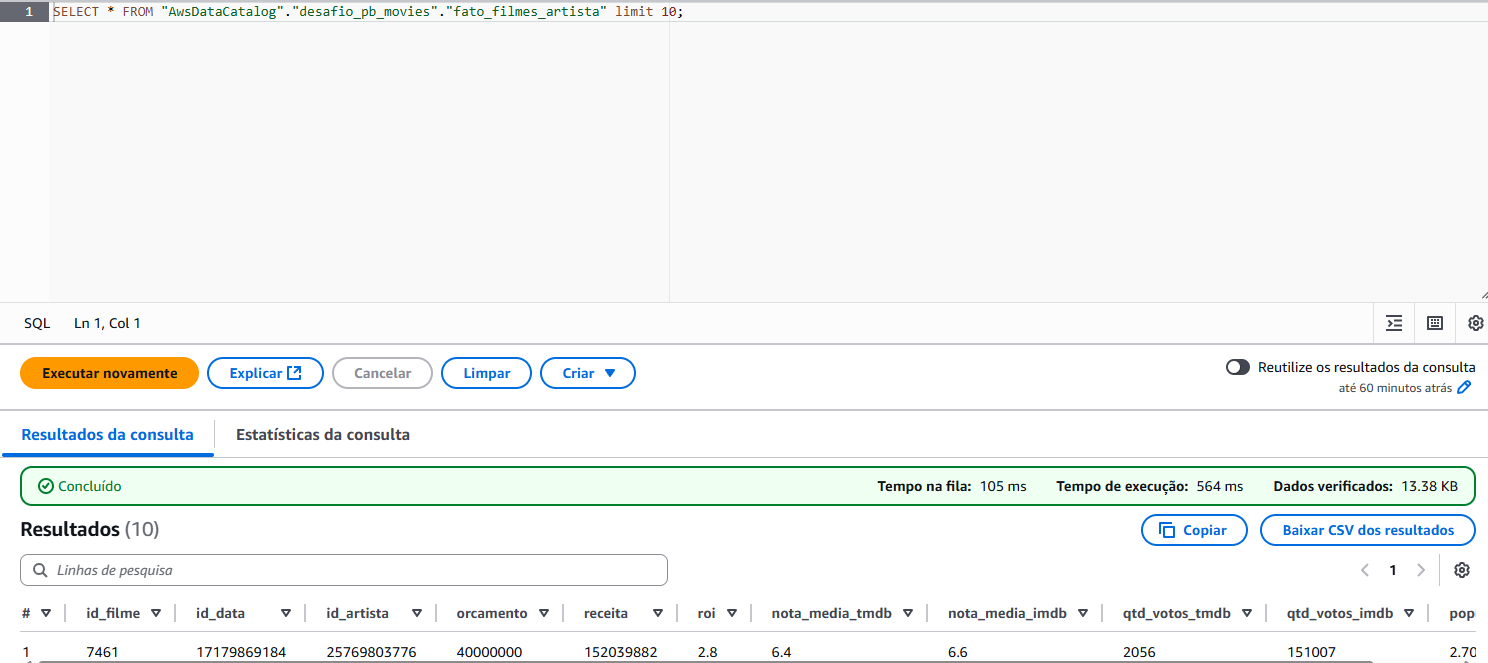 1 SELECT * FROM "AwsDataCatalog"."desafio_pb_movies"."fato_filmes_artista" limit 10;
SQL Ln 1, Col 1
Executar novamente Explicar Cancelar Limpar Criar Reutilize os resultados da consulta
até 60 minutos atrás
Resultados da consulta Estatísticas da consulta
Concluído Tempo na fila: 105 ms Tempo de execução: 564 ms Dados verificados: 13.38 KB
Resultados (10) Copiar Baixar CSV dos resultados
Linhas de pesquisa 1
# id_filme id_data id_artista orcamento receita roi nota_media_tmdb nota_media_imdb qtd_votos_tmdb qtd_votos_imdb pop
1 7461 17179869184 25769803776 40000000 152039882 2.8 6.4 6.6 2056 151007 2.70